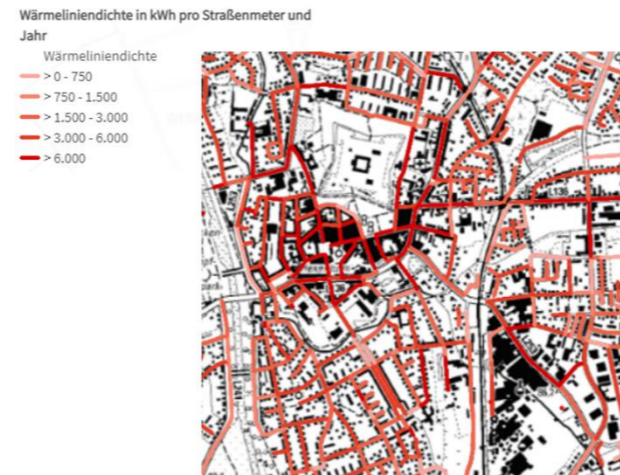 Wärmeliniendichte in kWh pro Straßenmeter und
Jahr
Wärmeliniendichte
> 0 - 750
> 750 - 1.500
> 1.500 - 3.000
> 3.000 - 6.000
> 6.000
L136